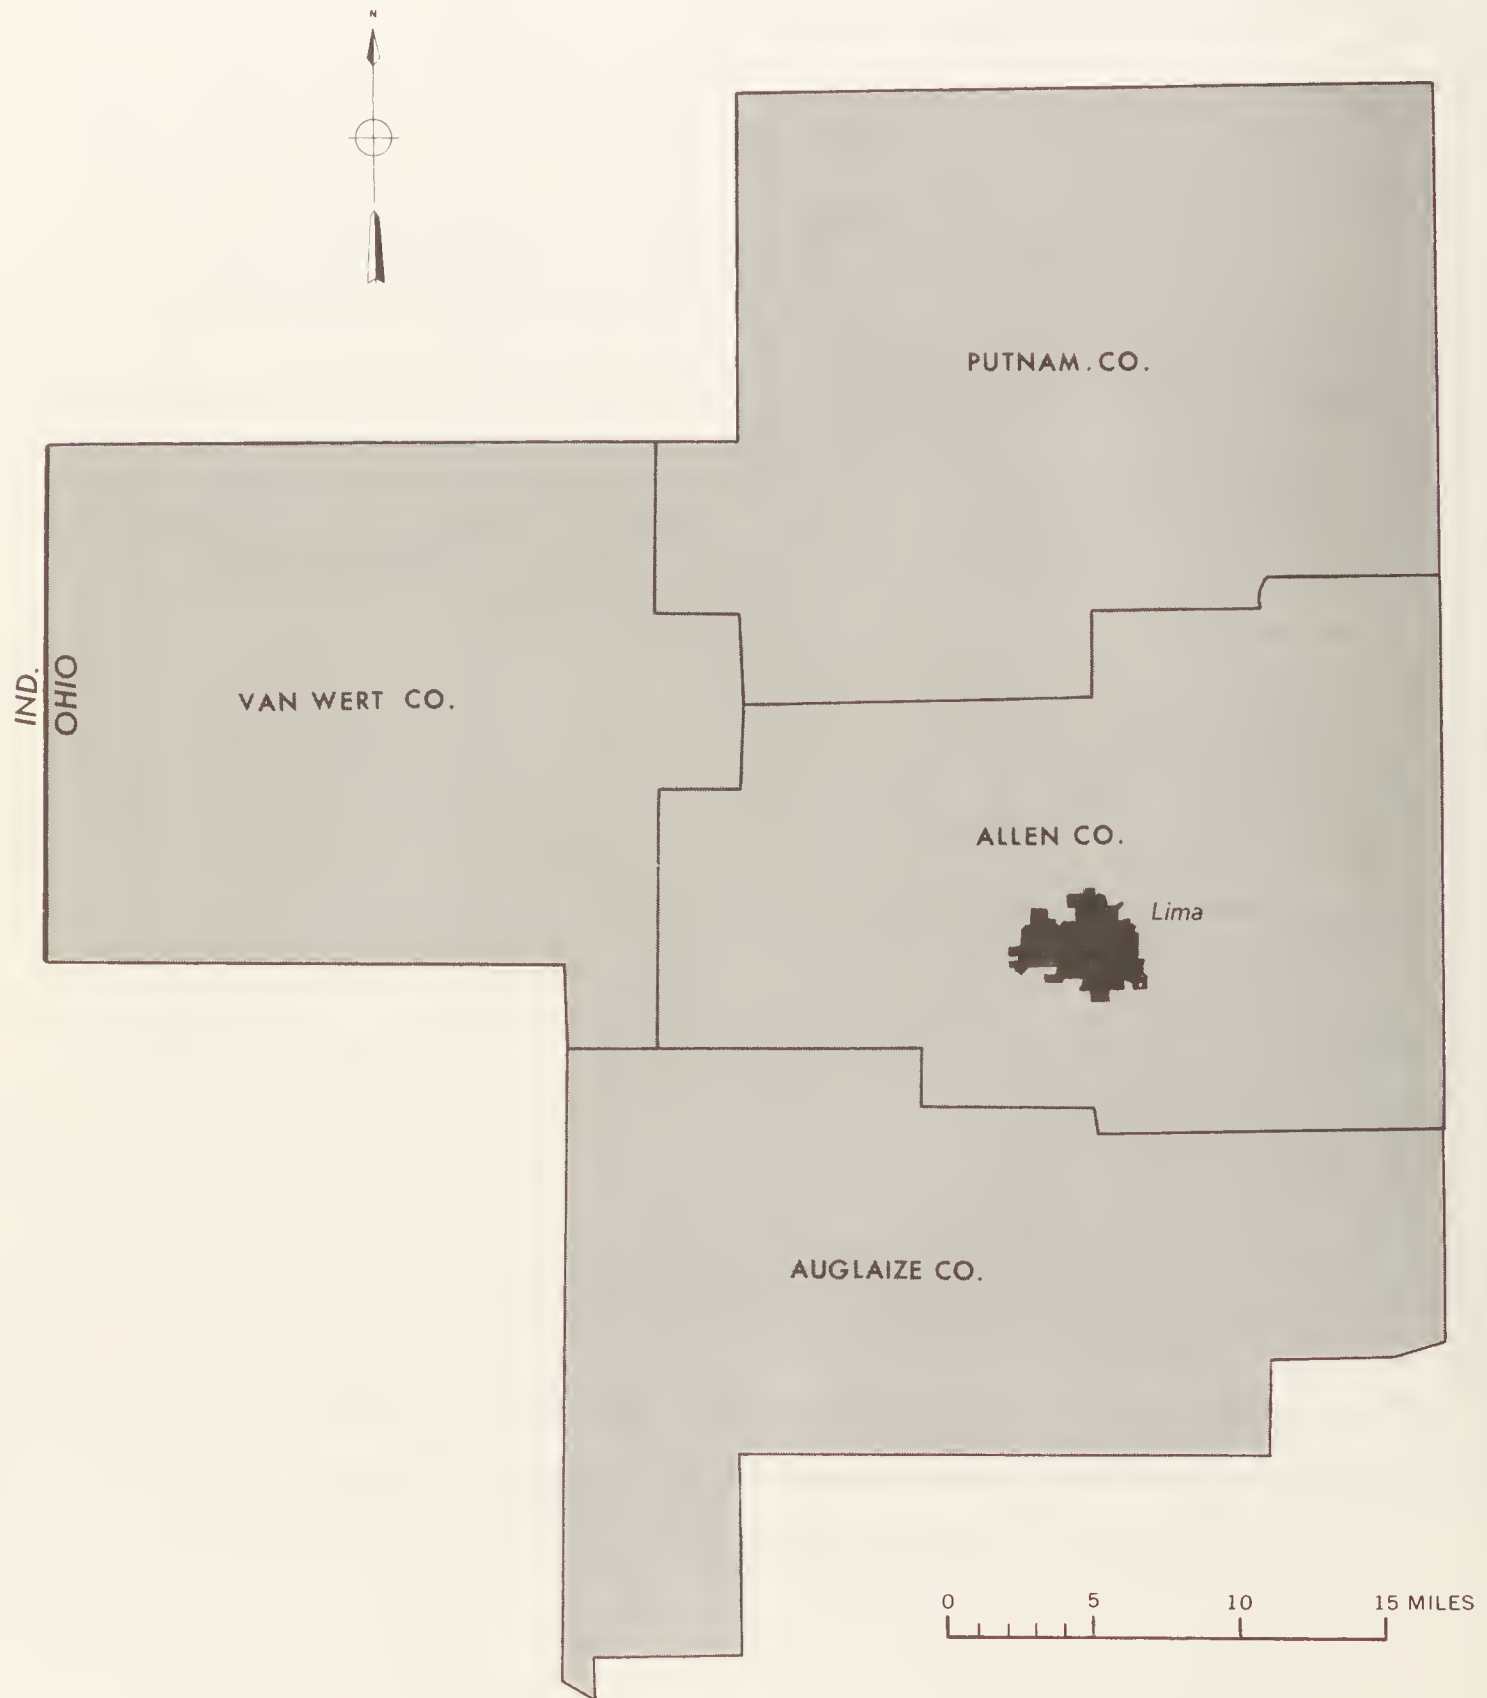 N
PUTNAM. CO.
IND.
OHIO
VAN WERT CO.
ALLEN CO.
Lima
AUGLAIZE CO.
0 5 10 15 MILES